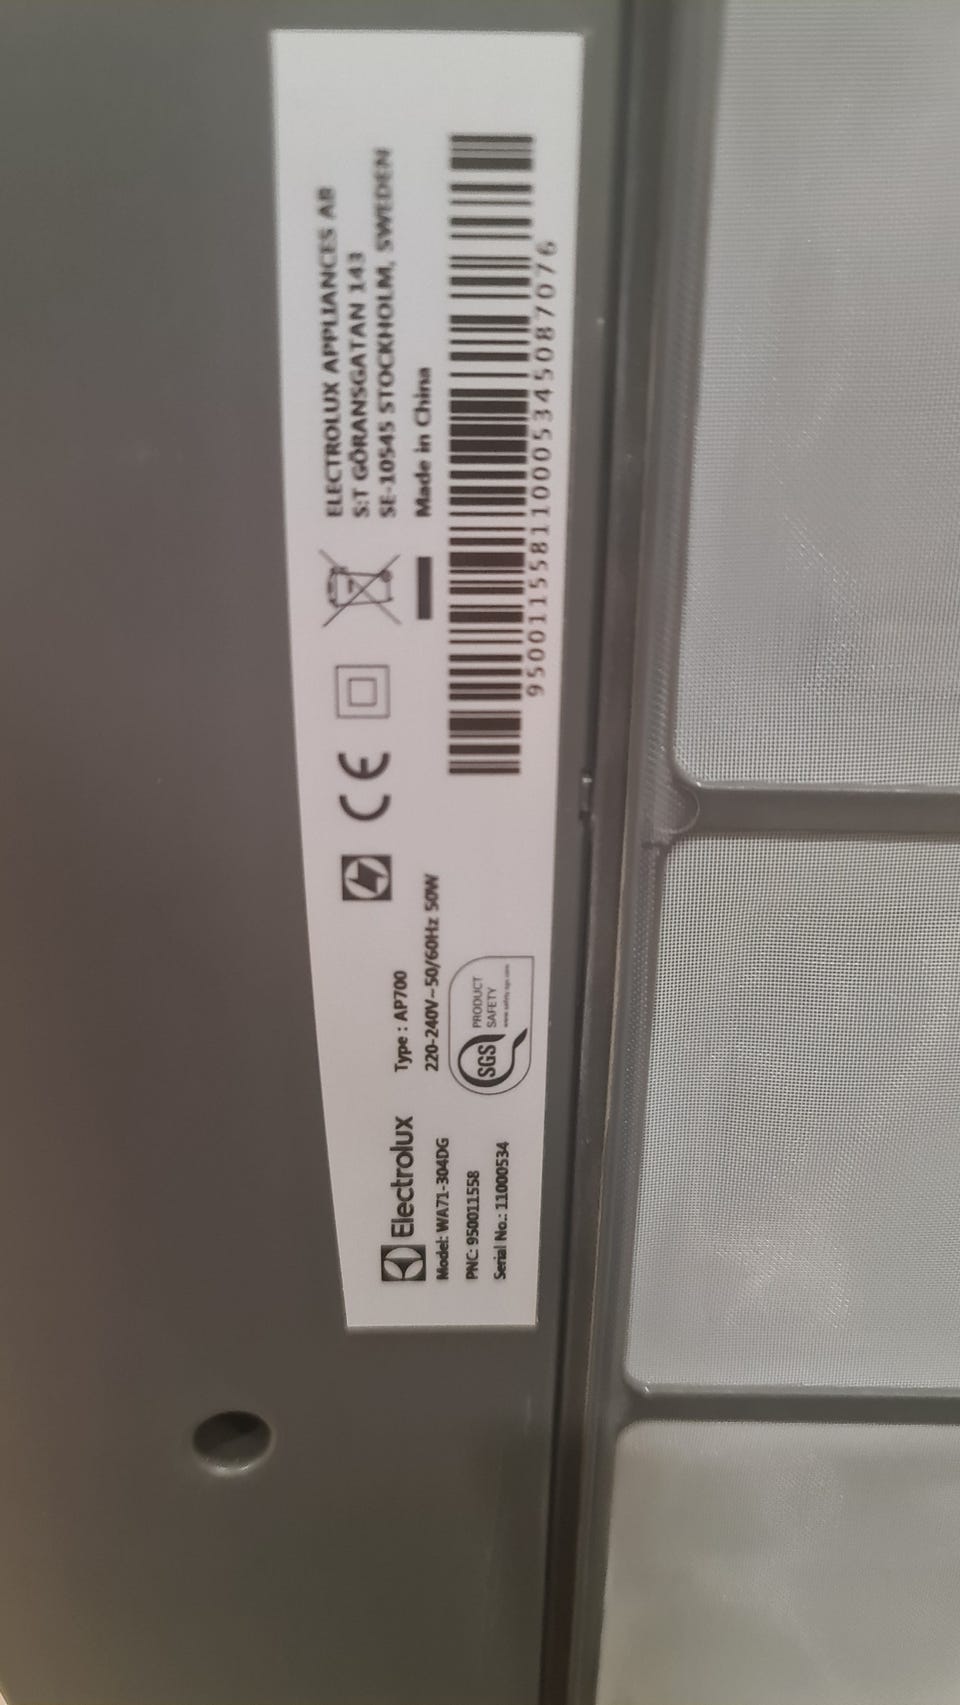 Electrolux
Model: WA71-304DG
PNC: 950011558
Serial No.: 11000534
Type : AP700
220-240V~50/60Hz 50W
SGS
PRODUCT
SAFETY
CE
ELECTROLUX APPLIANCES AB
S:T GÖRANSGATAN 143
SE-10545 STOCKHOLM, SWEDEN
Made in China
9500115581100053450870​76